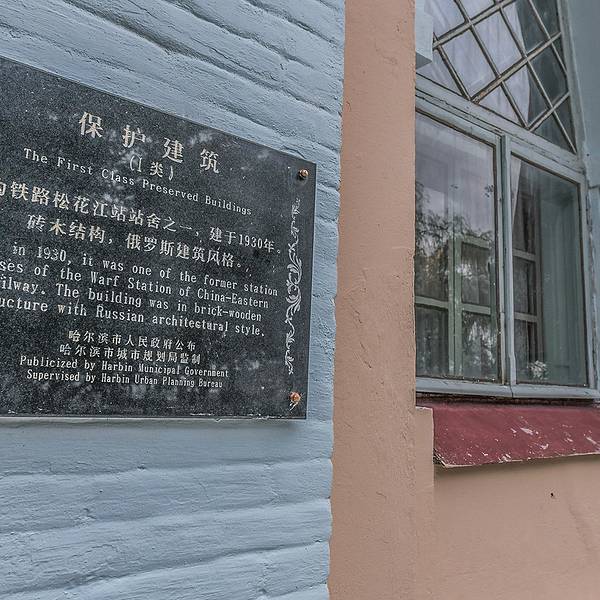 保护建筑
(I类)
The First Class Preserved Buildings
铁路松花江站站舍之一，建于1930年。
砖木结构，俄罗斯建筑风格。
in 1930, it was one of the former station
of the Warf Station of China-Eastern
The building was in brick-wooden
with Russian architectural style.
哈尔滨市人民政府公布
哈尔滨市城市规划局监制
Publicized by Harbin Municipal Government
Supervised by Harbin Urban Planning Bureau